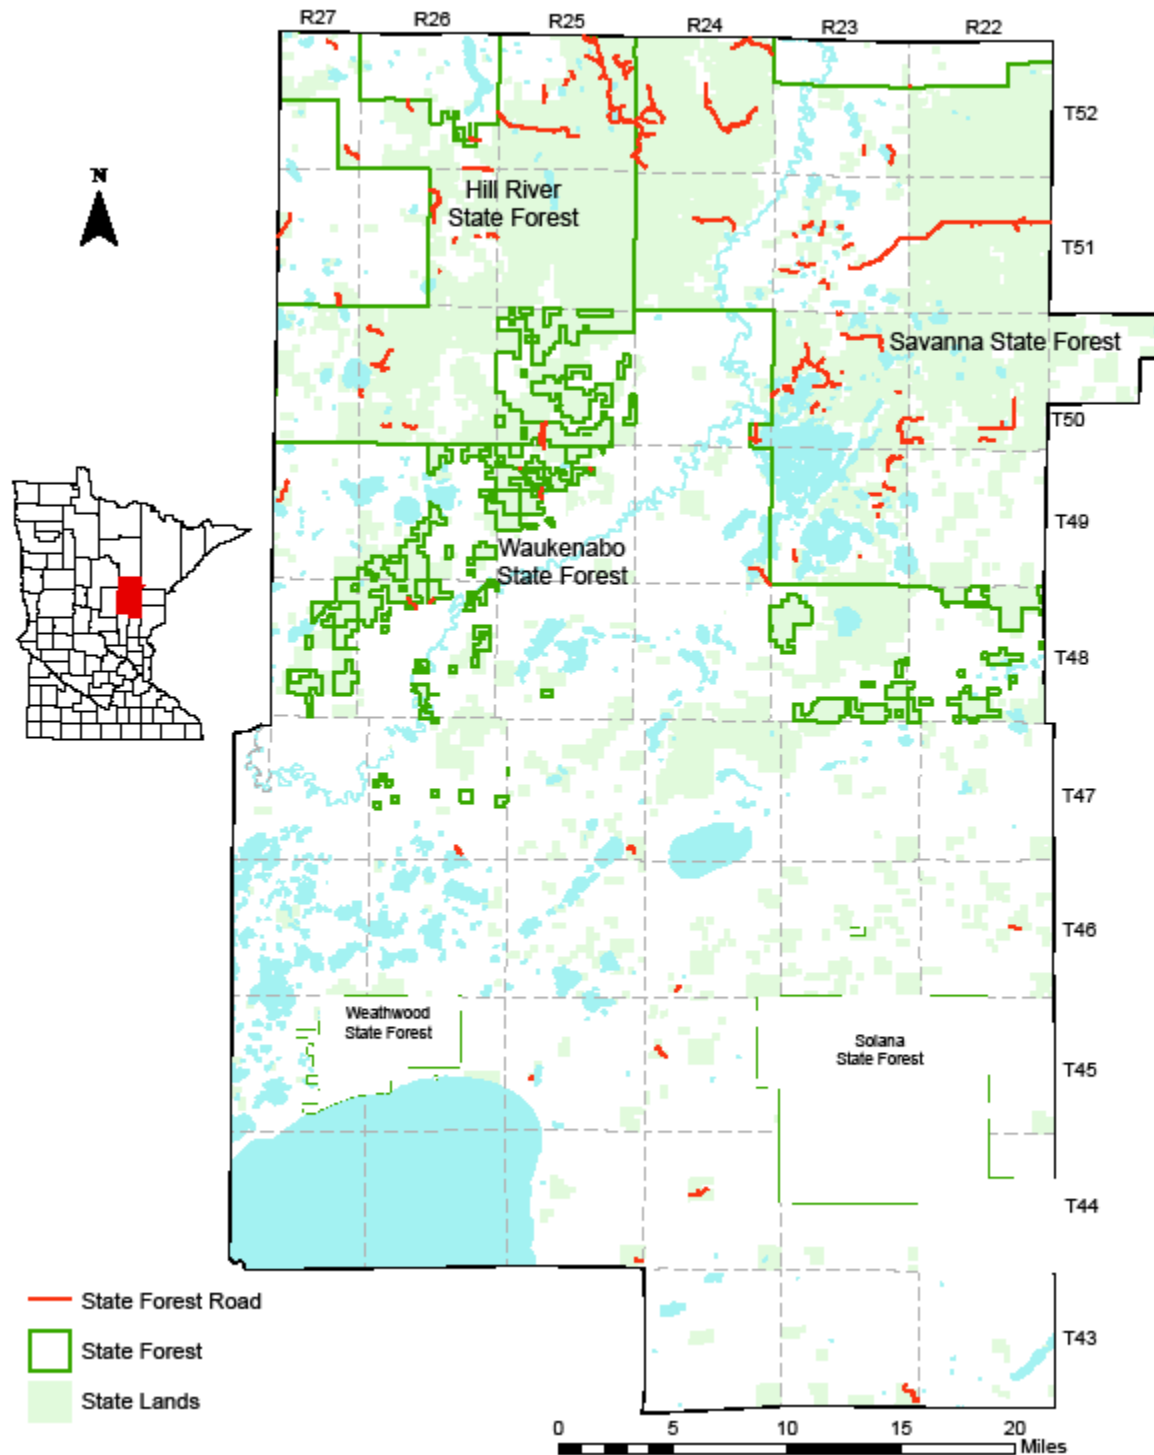 R27
R26
R25
R24
R23
R22
T52
N
Hill River
State Forest
T51
Savanna State Forest
T50
T49
Waukenabo
State Forest
T48
T47
T46
Weathwood
State Forest
Solana
State Forest
T45
T44
State Forest Road
State Forest
T43
State Lands
0 5 10 15 20
Miles